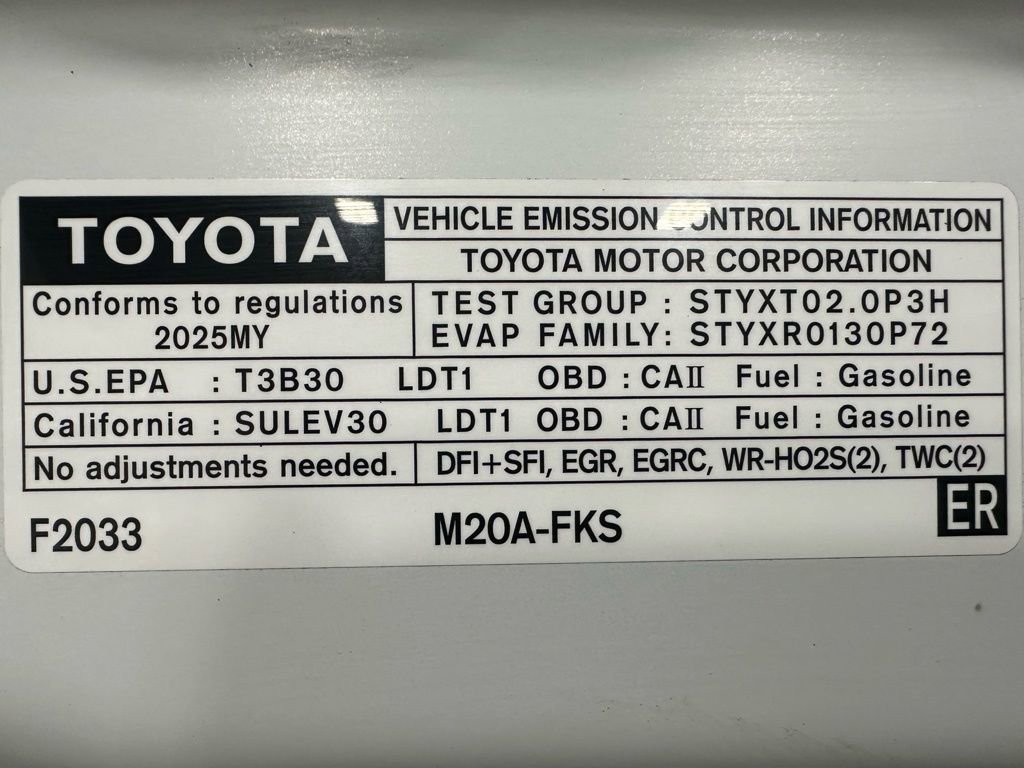 TOYOTA
VEHICLE EMISSION CONTROL INFORMATION
TOYOTA MOTOR CORPORATION
Conforms to regulations
2025MY
TEST GROUP : STYXT02.0P3H
EVAP FAMILY: STYXR0130P72
U.S.EPA : T3B30 LDT1 OBD : CAII Fuel : Gasoline
California : SULEV30 LDT1 OBD : CAII Fuel : Gasoline
No adjustments needed.
DFI+SFI, EGR, EGRC, WR-HO2S(2), TWC(2)
ER
F2033
M20A-FKS